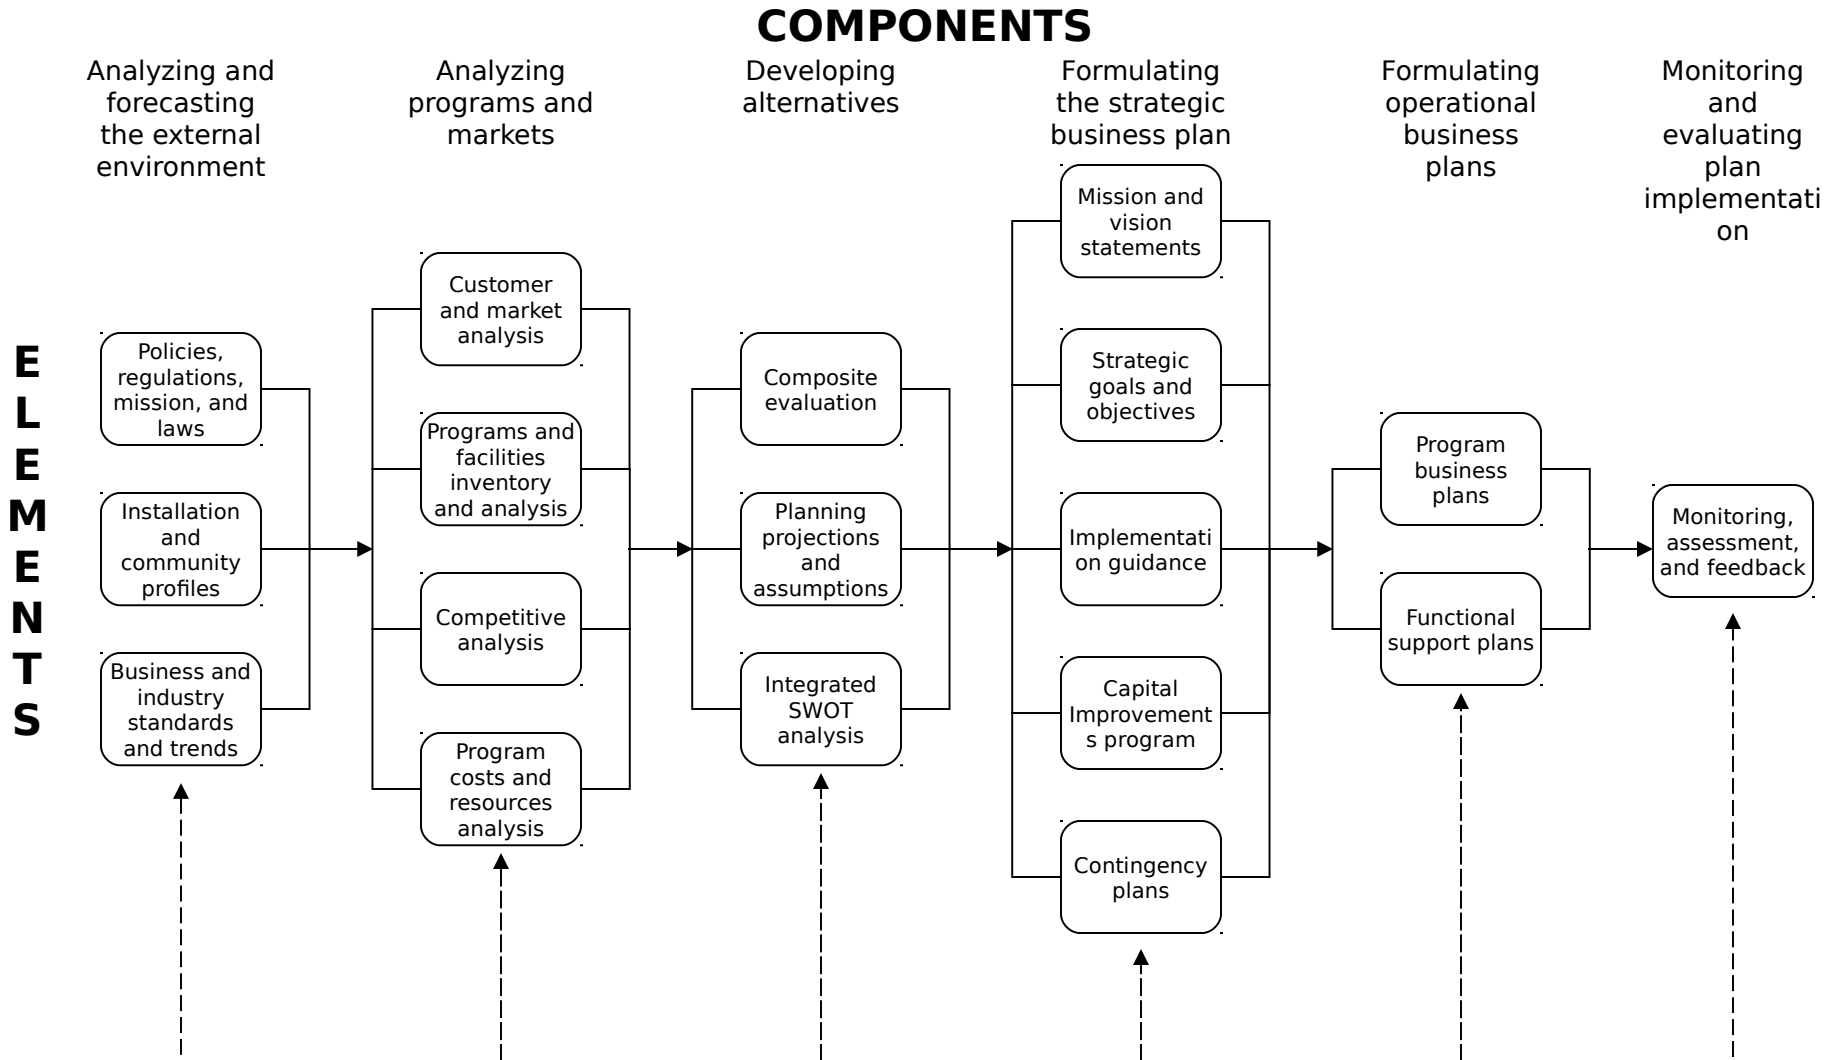 COMPONENTS
Analyzing and
forecasting
the external
environment
Analyzing
programs and
markets
Developing
alternatives
Formulating
the strategic
business plan
Formulating
operational
business
plans
Monitoring
and
evaluating
plan
implementati
on
E
L
E
M
E
N
T
S
Policies,
regulations,
mission, and
laws
Installation
and
community
profiles
Business and
industry
standards
and trends
Customer
and market
analysis
Programs and
facilities
inventory
and analysis
Competitive
analysis
Program
costs and
resources
analysis
Composite
evaluation
Planning
projections
and
assumptions
Integrated
SWOT
analysis
Mission and
vision
statements
Strategic
goals and
objectives
Implementati
on guidance
Capital
Improvement
s program
Contingency
plans
Program
business
plans
Functional
support plans
Monitoring,
assessment,
and feedback